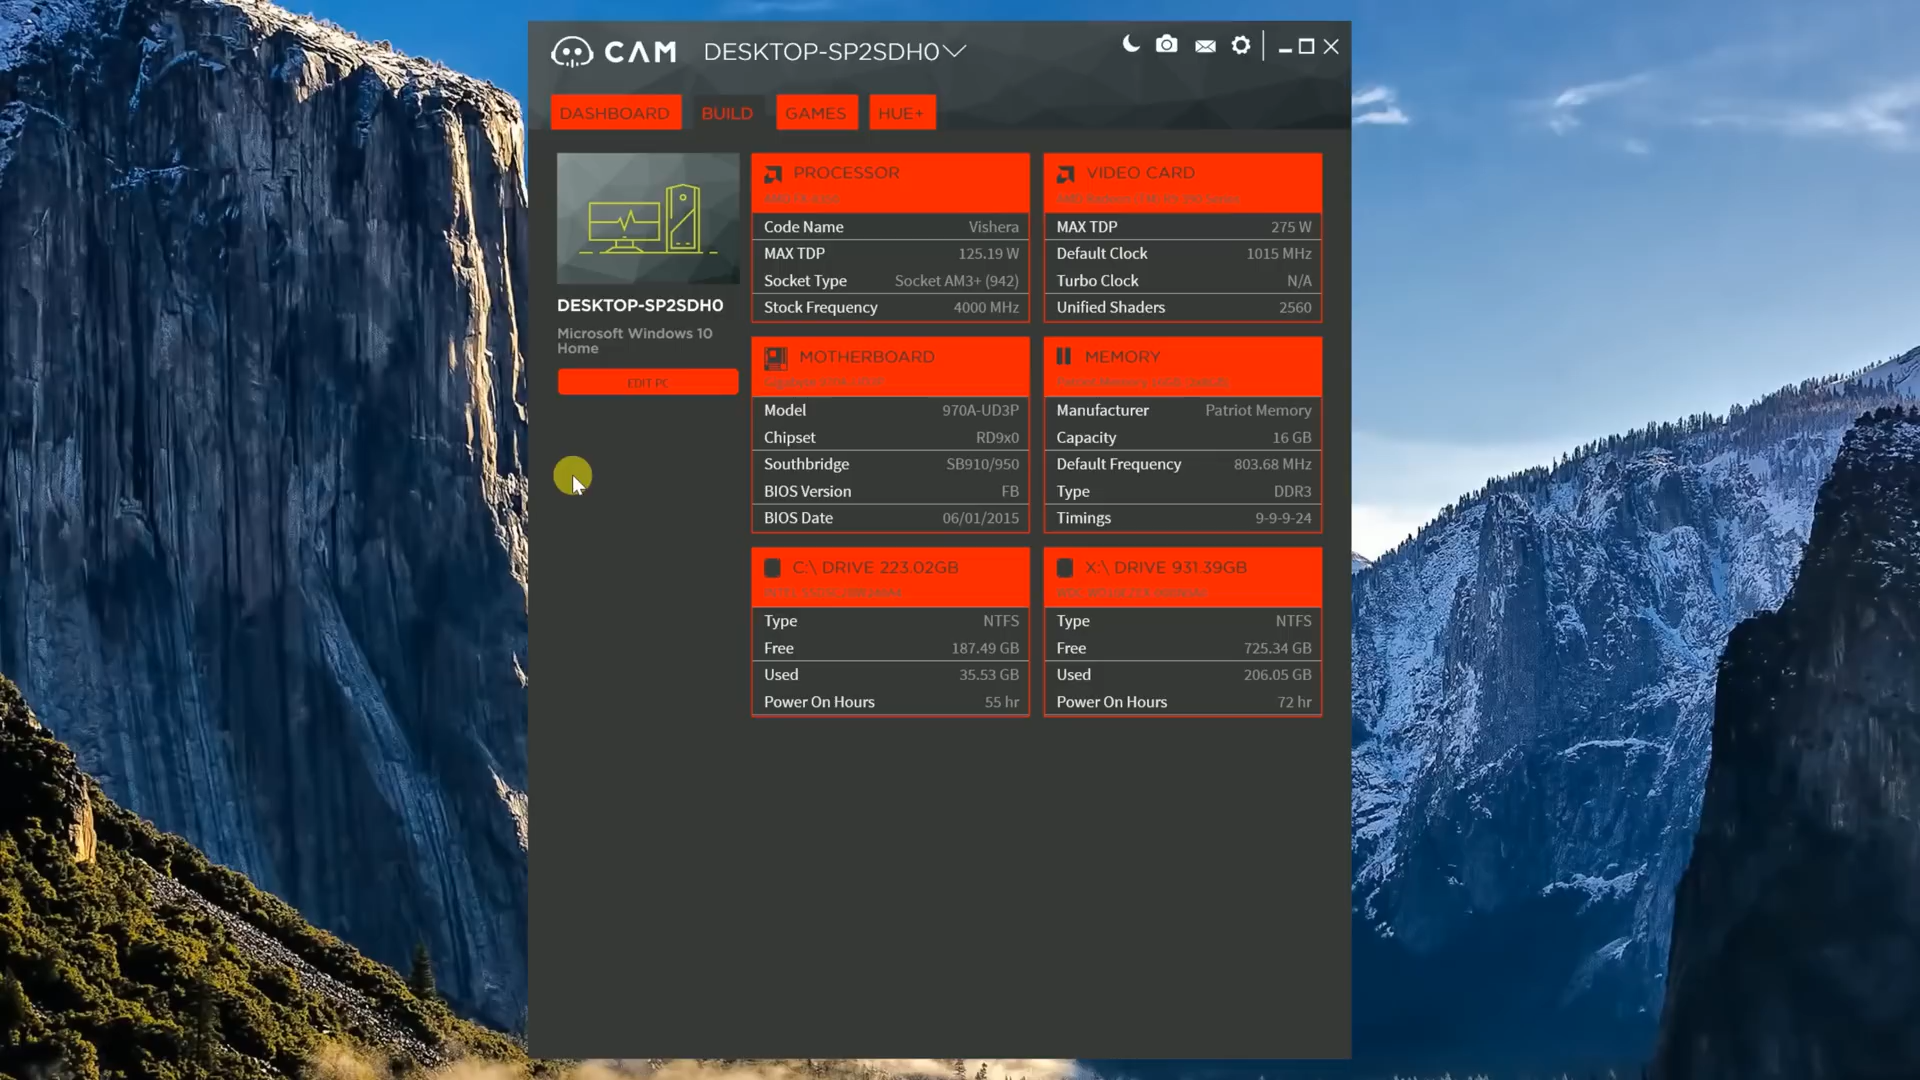 CAM DESKTOP-SP2SDH0
DASHBOARD BUILD GAMES HUE+
DESKTOP-SP2SDH0
Microsoft Windows 10
Home
EDIT PC
PROCESSOR
Code Name Vishera
MAX TDP 125.19 W
Socket Type Socket AM3+ (942)
Stock Frequency 4000 MHz
VIDEO CARD
MAX TDP 275 W
Default Clock 1015 MHz
Turbo Clock N/A
Unified Shaders 2560
MOTHERBOARD
Model 970A-UD3P
Chipset RD9x0
Southbridge SB910/950
BIOS Version FB
BIOS Date 06/01/2015
MEMORY
Manufacturer Patriot Memory
Capacity 16 GB
Default Frequency 803.68 MHz
Type DDR3
Timings 9-9-9-24
C:\ DRIVE 223.02GB
Type NTFS
Free 187.49 GB
Used 35.53 GB
Power On Hours 55 hr
X:\ DRIVE 931.39GB
Type NTFS
Free 725.34 GB
Used 206.05 GB
Power On Hours 72 hr